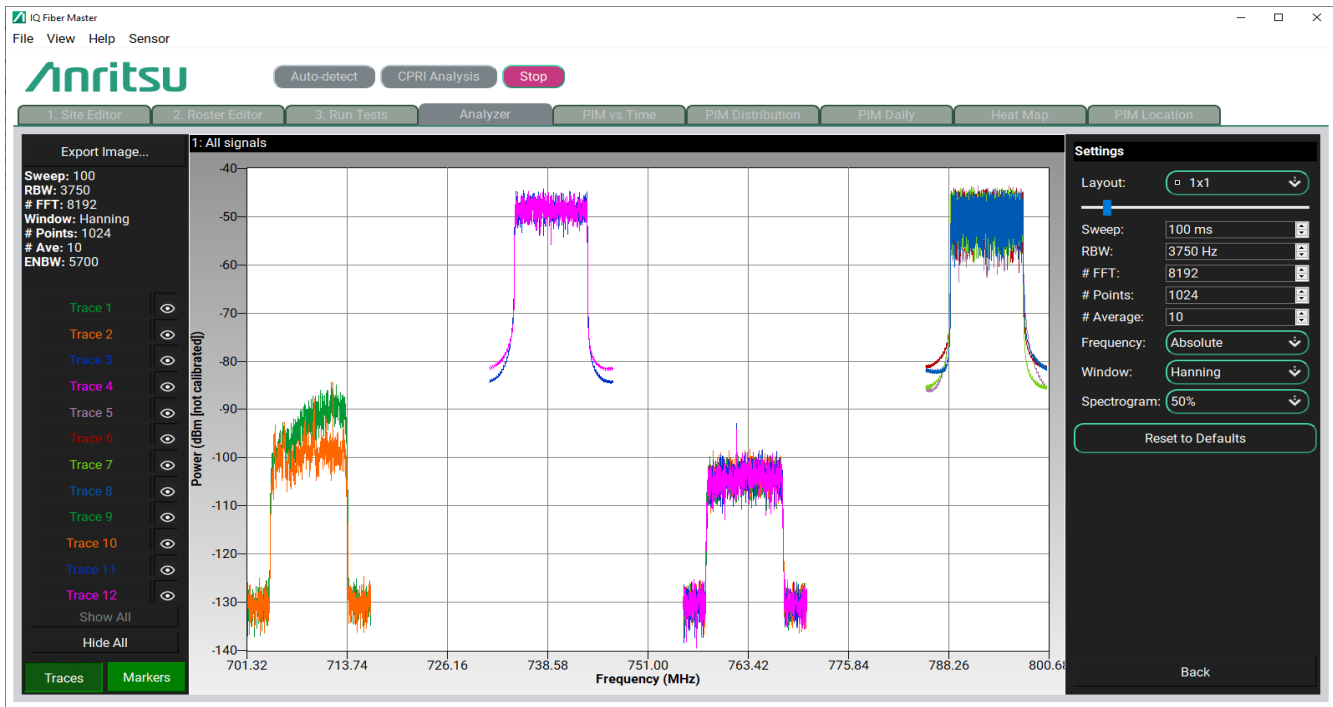 IQ Fiber Master
File View Help Sensor
Anritsu
Auto-detect CPRI Analysis Stop
1. Site Editor 2. Roster Editor 3. Run Tests Analyzer PIM vs Time PIM Distribution PIM Daily Heat Map PIM Location
Export Image...
Sweep: 100
RBW: 3750
# FFT: 8192
Window: Hanning
# Points: 1024
# Ave: 10
ENBW: 5700
Trace 1
Trace 2
Trace 3
Trace 4
Trace 5
Trace 6
Trace 7
Trace 8
Trace 9
Trace 10
Trace 11
Trace 12
Show All
Hide All
Traces Markers
1: All signals
Power (dBm [not calibrated])
-40
-50
-60
-70
-80
-90
-100
-110
-120
-130
-140
701.32 713.74 726.16 738.58 751.00 763.42 775.84 788.26 800.68
Frequency (MHz)
Settings
Layout: 1x1
Sweep: 100 ms
RBW: 3750 Hz
# FFT: 8192
# Points: 1024
# Average: 10
Frequency: Absolute
Window: Hanning
Spectrogram: 50%
Reset to Defaults
Back